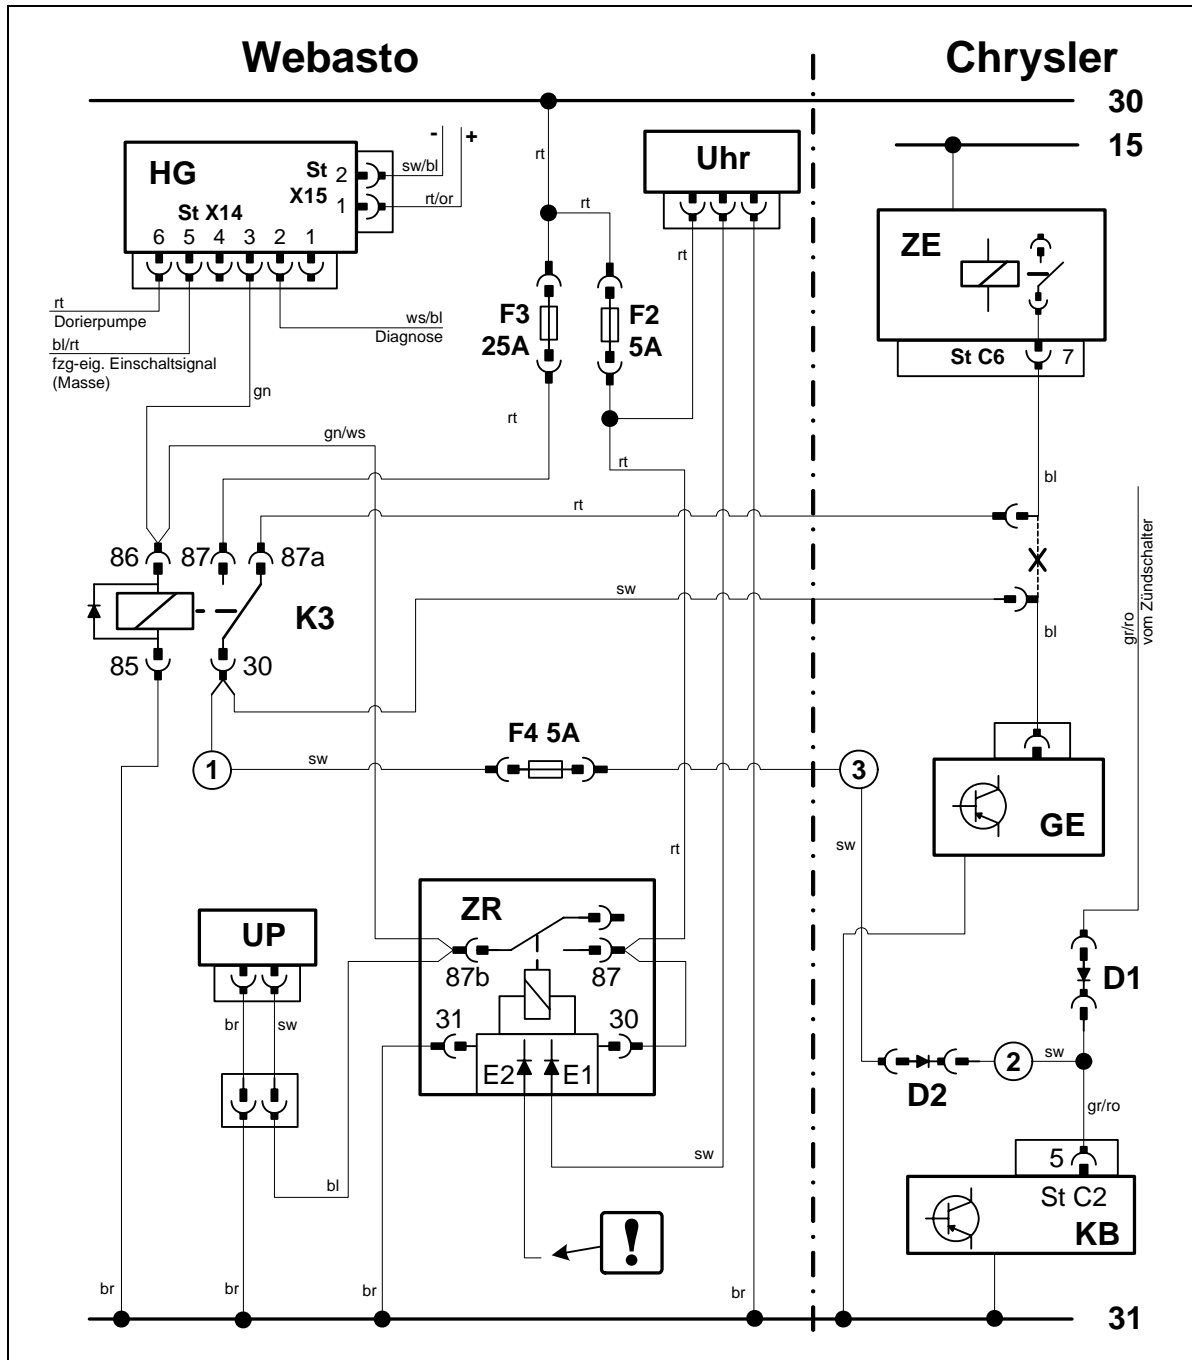 Webasto
Chrysler
30
15
HG
St
2
X15
1
- +
sw/bl
rt/or
St X14
6 5 4 3 2 1
rt
Dorierpumpe
bl/rt
fzg-eig. Einschaltsignal
(Masse)
ws/bl
Diagnose
gn
gn/ws
rt
rt
F3
25A
F2
5A
rt
rt
Uhr
rt
ZE
St C6
7
bl
rt
sw
bl
gr/ro
vom Zündschalter
86
87
87a
K3
85
30
1
sw
F4 5A
3
sw
GE
rt
ZR
87b
87
31
30
E2
E1
UP
br
sw
bl
sw
!
D1
D2
2
sw
gr/ro
5
St C2
KB
br
br
br
br
31